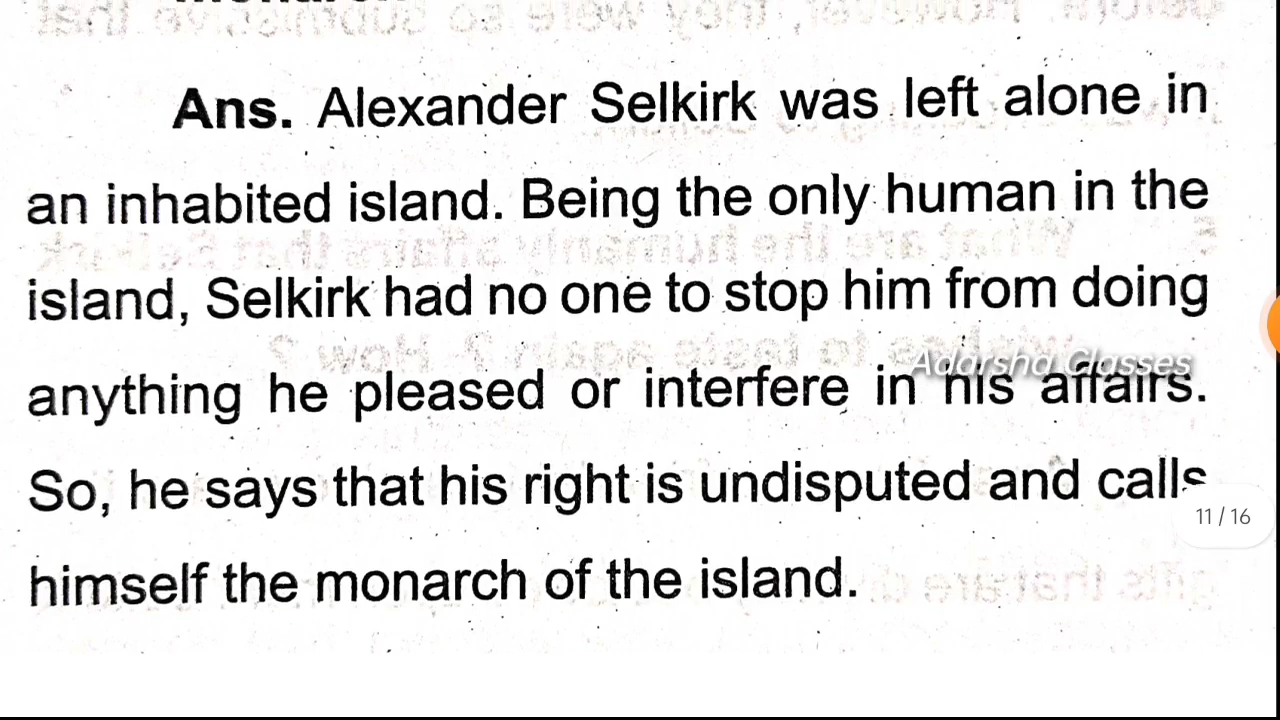 Ans. Alexander Selkirk was left alone in
an inhabited island. Being the only human in the
island, Selkirk had no one to stop him from doing
anything he pleased or interfere in his affairs.
Adarsha Classes
So, he says that his right is undisputed and calls
11 / 16
himself the monarch of the island.